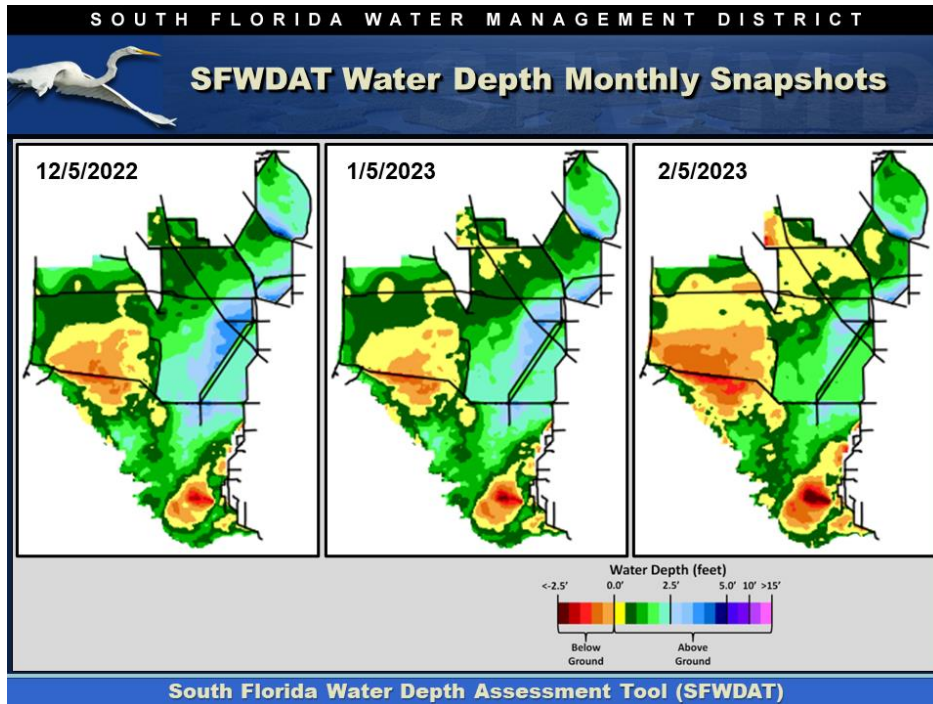 SOUTH FLORIDA WATER MANAGEMENT DISTRICT
SFWDAT Water Depth Monthly Snapshots
12/5/2022
1/5/2023
2/5/2023
Water Depth (feet)
<-2.5' 0.0' 2.5' 5.0' 10' >15'
Below Ground
Above Ground
South Florida Water Depth Assessment Tool (SFWDAT)